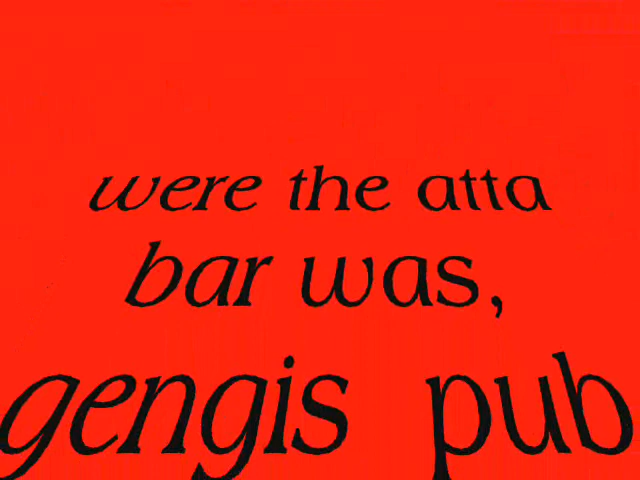 were the atta
bar was,
gengis pub